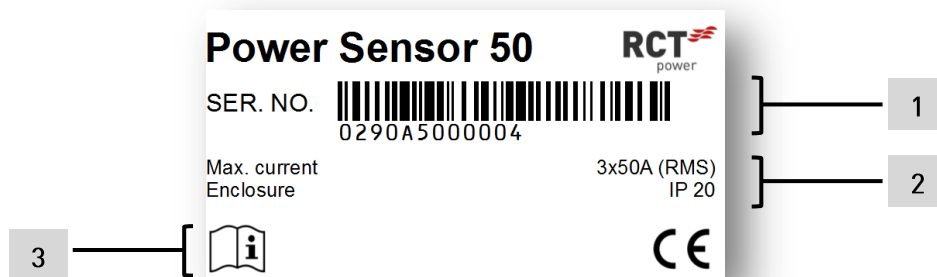 Power Sensor 50
RCT
power
SER. NO.
0290A5000004
1
Max. current 3x50A (RMS)
Enclosure IP 20
2
i
CE
3